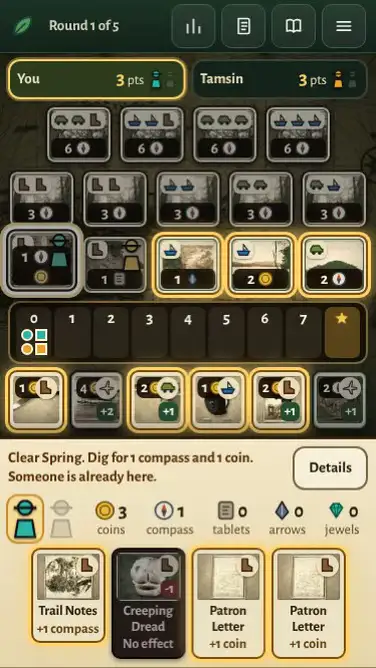 Round 1 of 5
You 3 pts Tamsin 3 pts
6 6 6 6
3 3 3 3 3
1 1 1 2 2
0 1 2 3 4 5 6 7
1 4 2 1 2 2
+2 +1 +1 +1
Clear Spring. Dig for 1 compass and 1 coin.
Someone is already here.
Details
3 1 0 0 0
coins compass tablets arrows jewels
-1
Trail Notes
+1 compass
Creeping
Dread
No effect
Patron
Letter
+1 coin
Patron
Letter
+1 coin